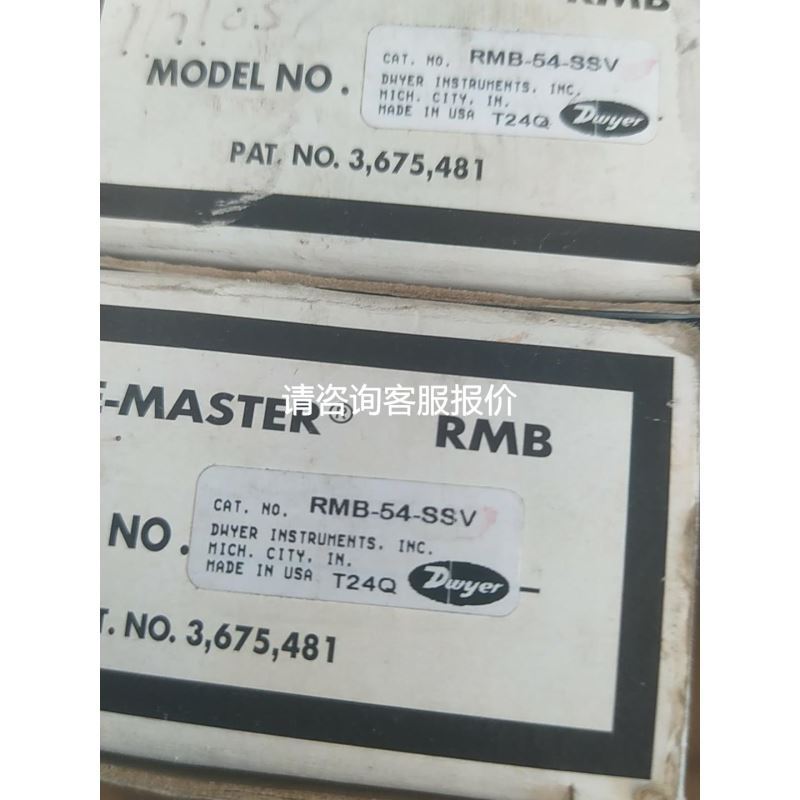 RMB
MODEL NO.
CAT. NO. RMB-54-SSV
DWYER INSTRUMENTS, INC.
MICH. CITY, IN.
MADE IN USA T24Q Dwyer
PAT. NO. 3,675,481
E-MASTER® RMB
请咨询客服报价
NO.
CAT. NO. RMB-54-SSV
DWYER INSTRUMENTS, INC.
MICH. CITY, IN.
MADE IN USA T24Q Dwyer
T. NO. 3,675,481